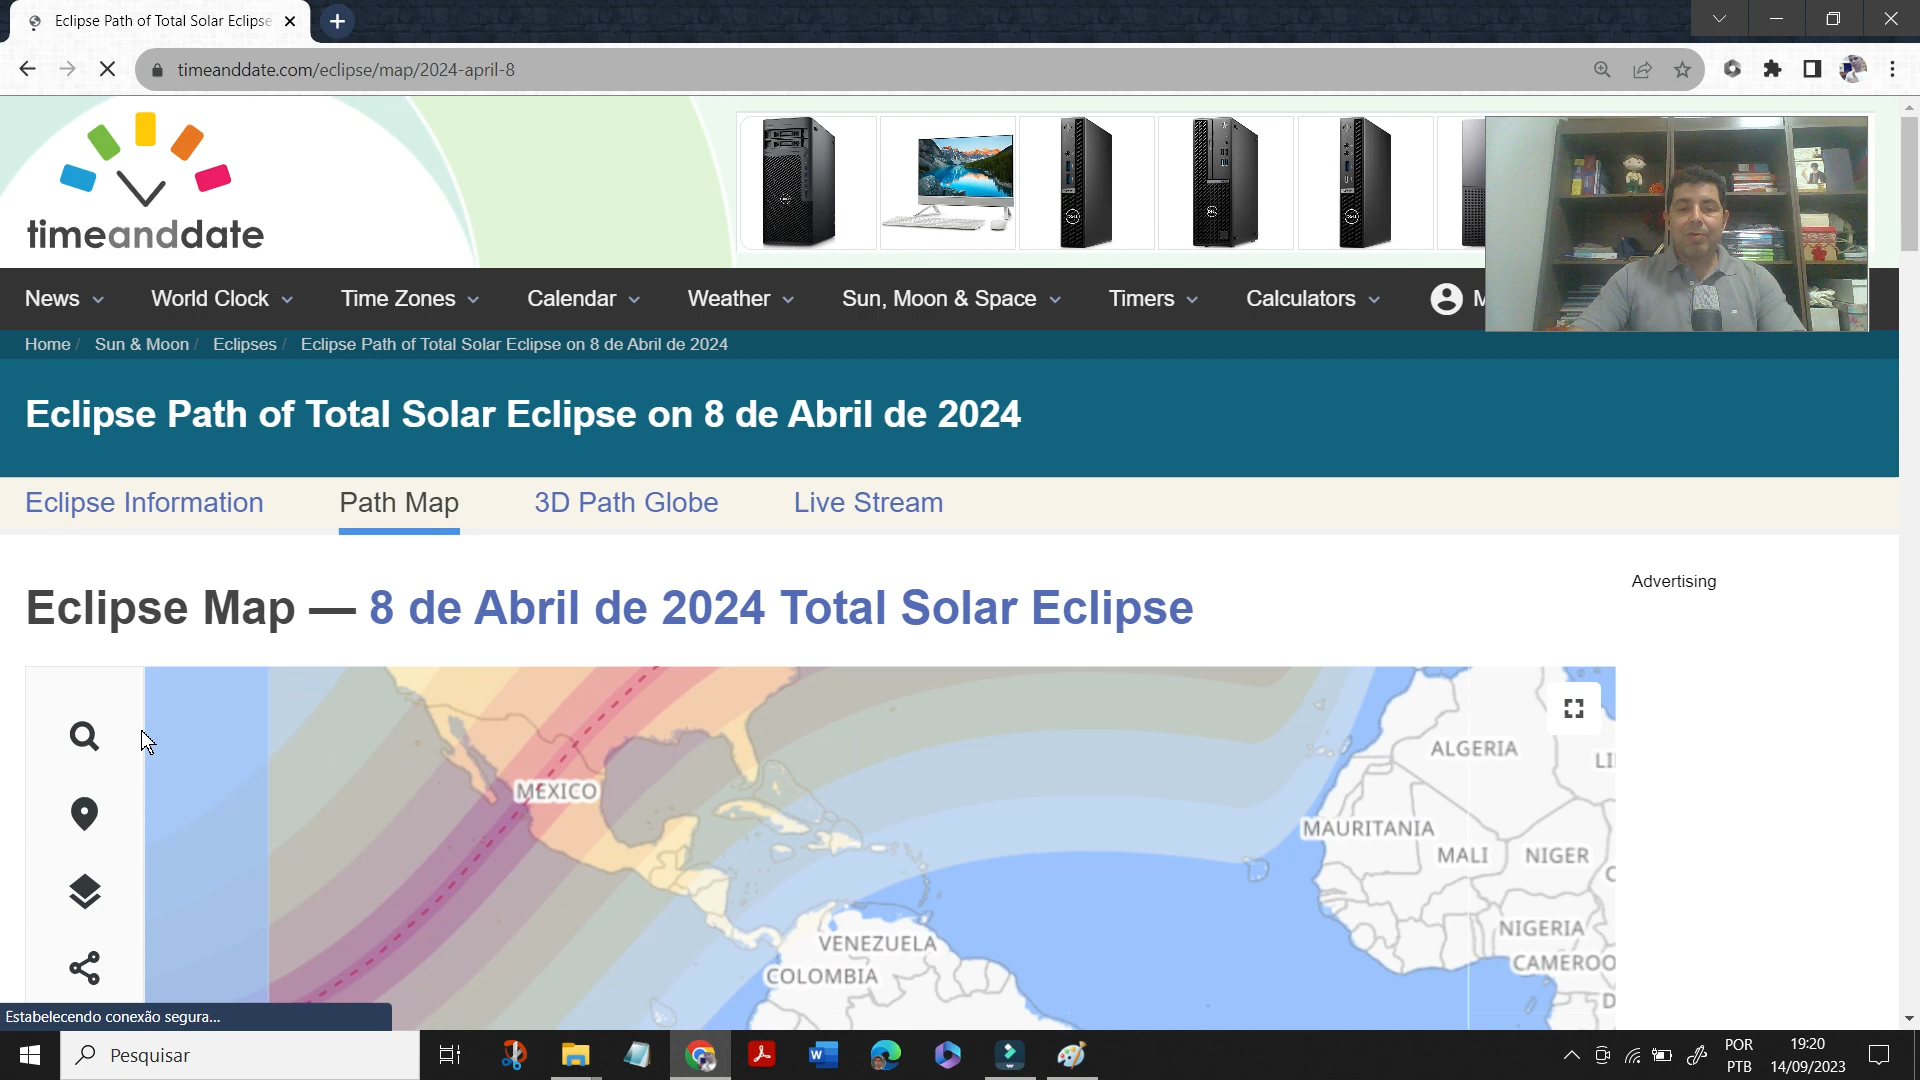 Eclipse Path of Total Solar Eclipse
timeanddate.com/eclipse/map/2024-april-8
timeanddate
News
World Clock
Time Zones
Calendar
Weather
Sun, Moon & Space
Timers
Calculators
Home / Sun & Moon / Eclipses / Eclipse Path of Total Solar Eclipse on 8 de Abril de 2024
Eclipse Path of Total Solar Eclipse on 8 de Abril de 2024
Eclipse Information
Path Map
3D Path Globe
Live Stream
Advertising
Eclipse Map — 8 de Abril de 2024 Total Solar Eclipse
ALGERIA
LI
MEXICO
MAURITANIA
MALI
NIGER
NIGERIA
VENEZUELA
CAMEROO
COLOMBIA
Estabelecendo conexão segura...
Pesquisar
POR
PTB
19:20
14/09/2023